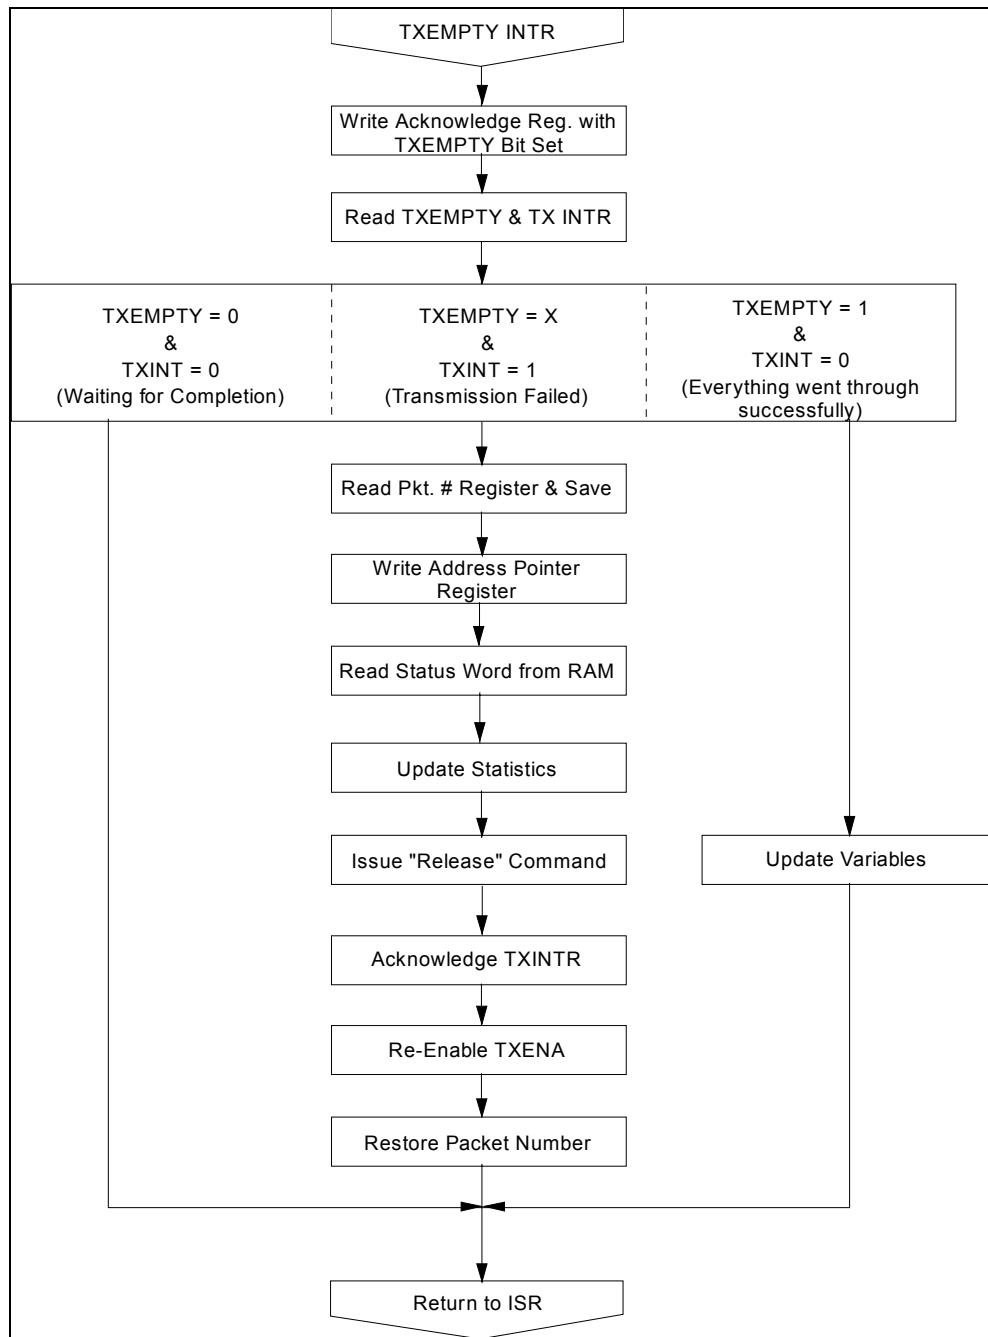 TXEMPTY INTR
Write Acknowledge Reg. with
TXEMPTY Bit Set
Read TXEMPTY & TX INTR
TXEMPTY = 0
&
TXINT = 0
(Waiting for Completion)
TXEMPTY = X
&
TXINT = 1
(Transmission Failed)
TXEMPTY = 1
&
TXINT = 0
(Everything went through
successfully)
Read Pkt. # Register & Save
Write Address Pointer
Register
Read Status Word from RAM
Update Statistics
Issue "Release" Command
Update Variables
Acknowledge TXINTR
Re-Enable TXENA
Restore Packet Number
Return to ISR